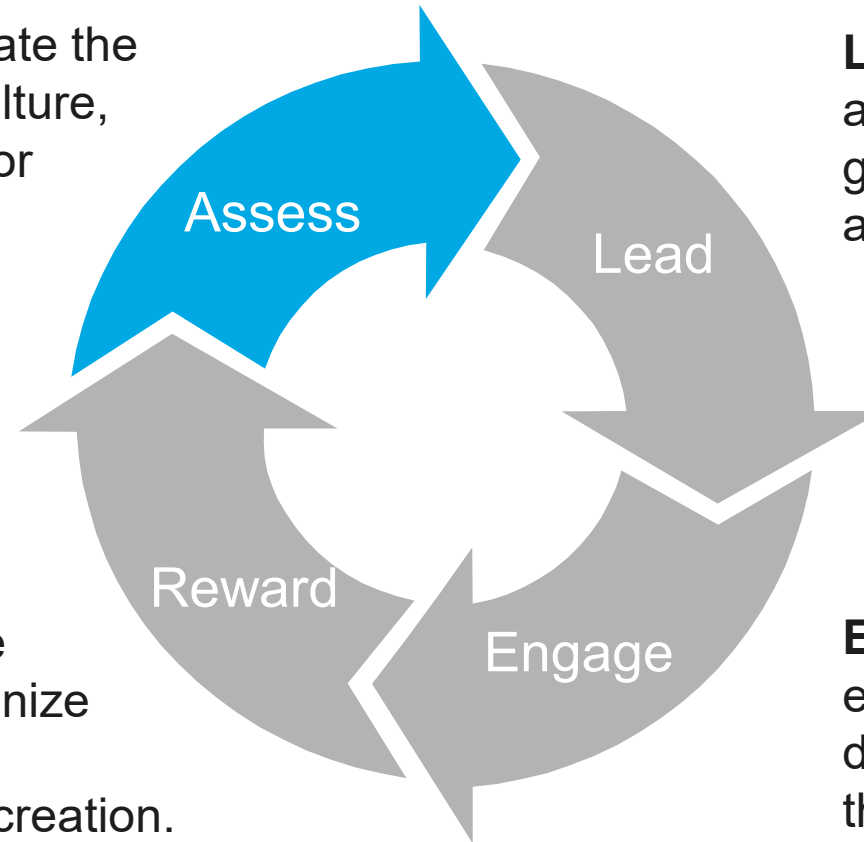 ate the
lture,
or
Assess
L
a
g
a
Lead
Reward
Engage
e
nize
creation.
E
e
d
th